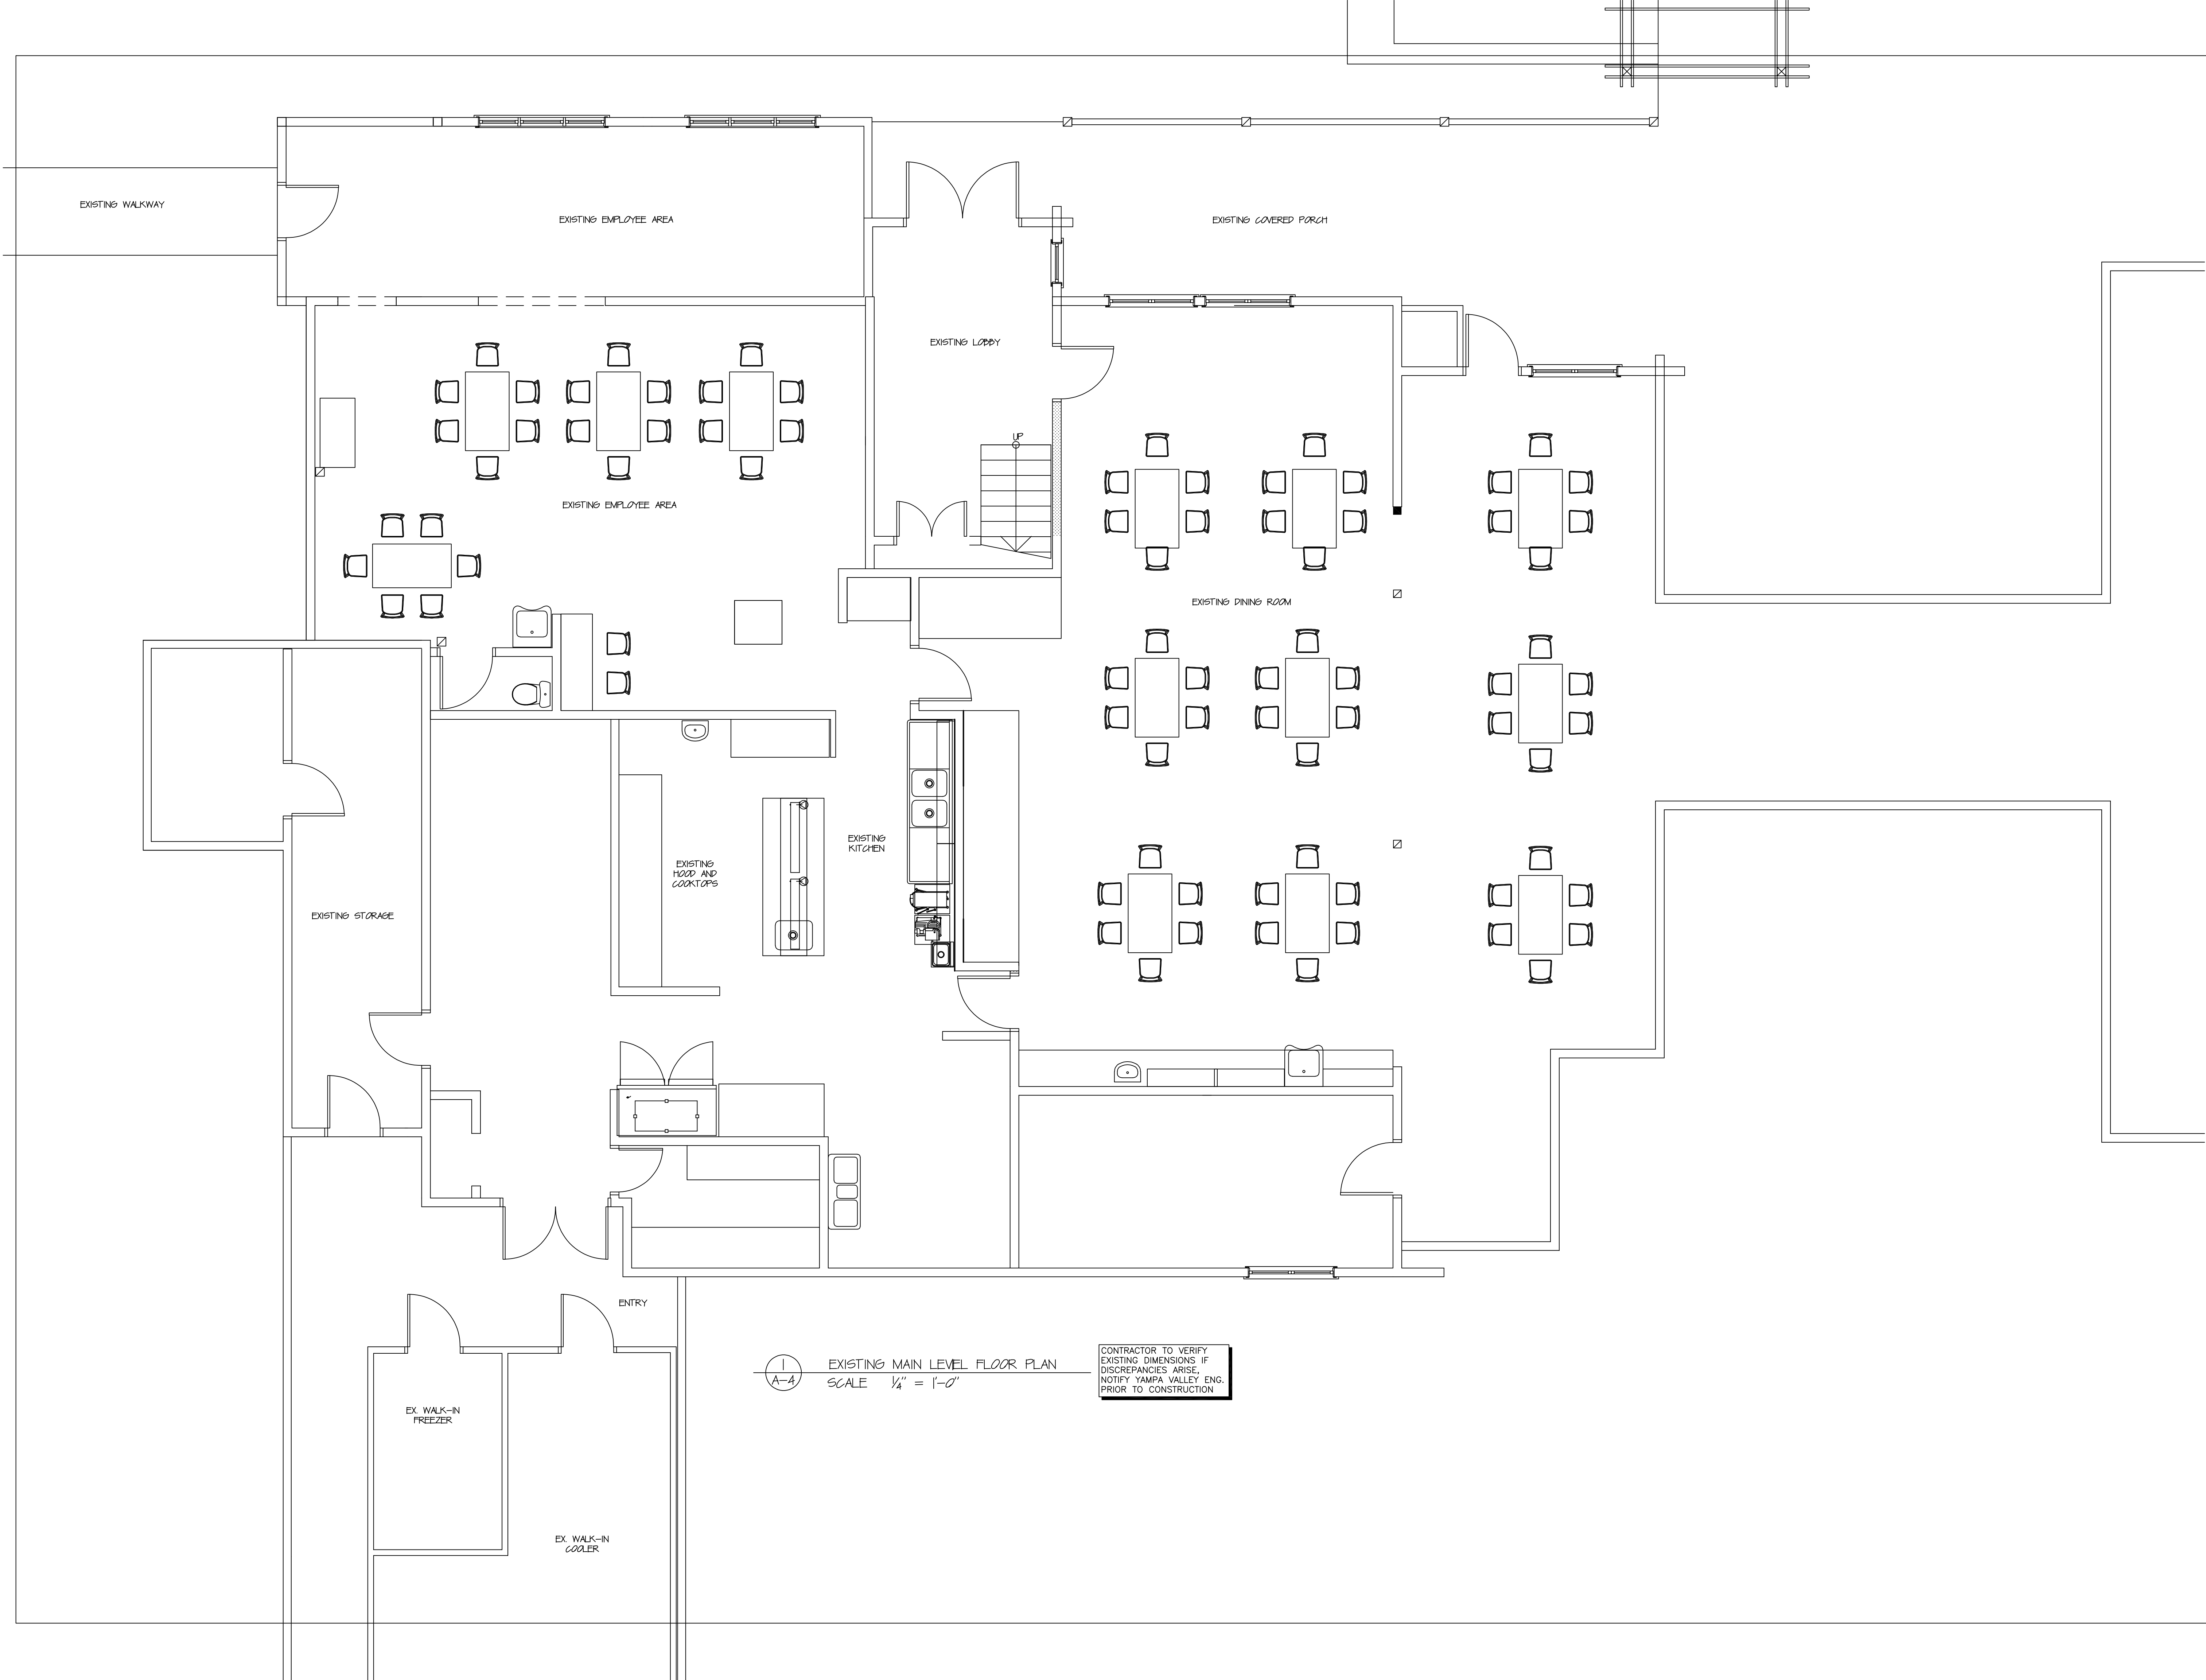 EXISTING WALKWAY
EXISTING EMPLOYEE AREA
EXISTING COVERED PORCH
EXISTING LOBBY
UP
EXISTING EMPLOYEE AREA
EXISTING DINING ROOM
EXISTING
KITCHEN
EXISTING
HOOD AND
COOKTOPS
EXISTING STORAGE
ENTRY
1
A-4
EXISTING MAIN LEVEL FLOOR PLAN
SCALE 1/4" = 1'-0"
CONTRACTOR TO VERIFY
EXISTING DIMENSIONS IF
DISCREPANCIES ARISE,
NOTIFY YAMPA VALLEY ENG.
PRIOR TO CONSTRUCTION
EX. WALK-IN
FREEZER
EX. WALK-IN
COOLER